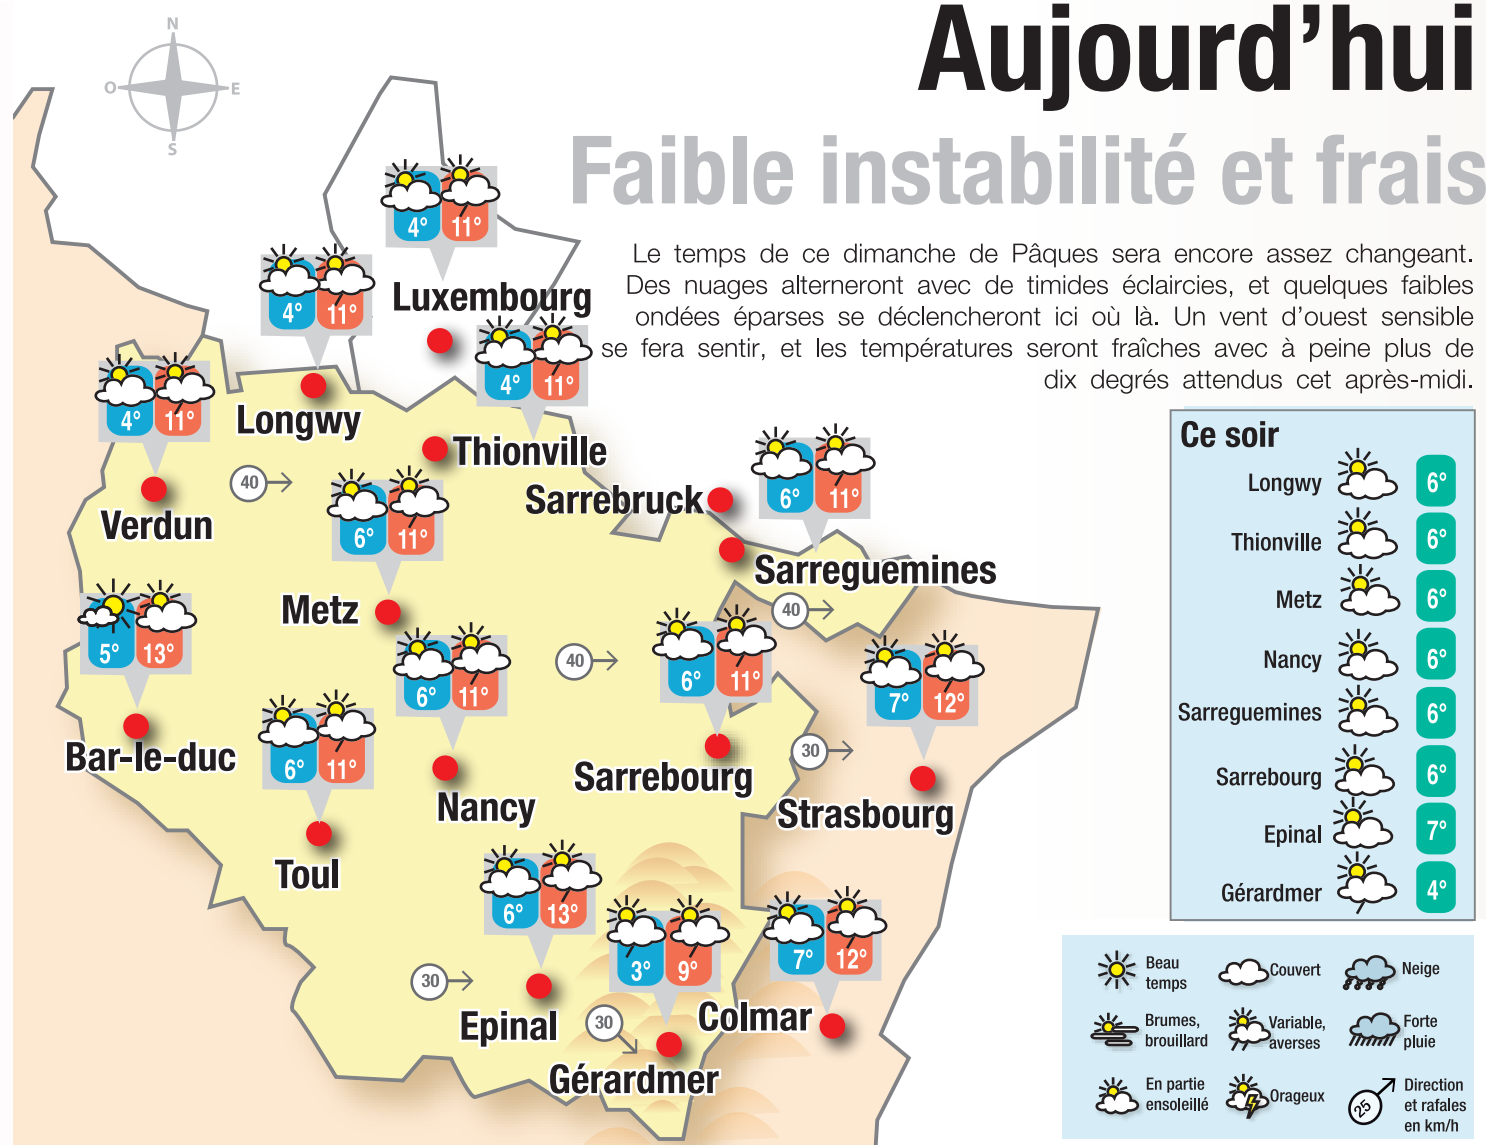 Aujourd'hui
Faible instabilité et frais
Le temps de ce dimanche de Pâques sera encore assez changeant.
Des nuages alterneront avec de timides éclaircies, et quelques faibles
ondées éparses se déclencheront ici où là. Un vent d'ouest sensible
se fera sentir, et les températures seront fraîches avec à peine plus de
dix degrés attendus cet après-midi.
N
O E
S
4° 11°
Luxembourg
4° 11°
Longwy
4° 11°
Thionville
4° 11°
Verdun
40
6° 11°
Metz
Sarrebruck
6° 11°
Sarreguemines
40
5° 13°
Bar-le-duc
6° 11°
Nancy
40
6° 11°
Sarrebourg
7° 12°
Strasbourg
30
6° 11°
Toul
6° 13°
Epinal
30
3° 9°
Gérardmer
30
7° 12°
Colmar
Ce soir
Longwy 6°
Thionville 6°
Metz 6°
Nancy 6°
Sarreguemines 6°
Sarrebourg 6°
Epinal 7°
Gérardmer 4°
Beau
temps
Couvert
Neige
Brumes,
brouillard
Variable,
averses
Forte
pluie
En partie
ensoleillé
Orageux
25
Direction
et rafales
en km/h